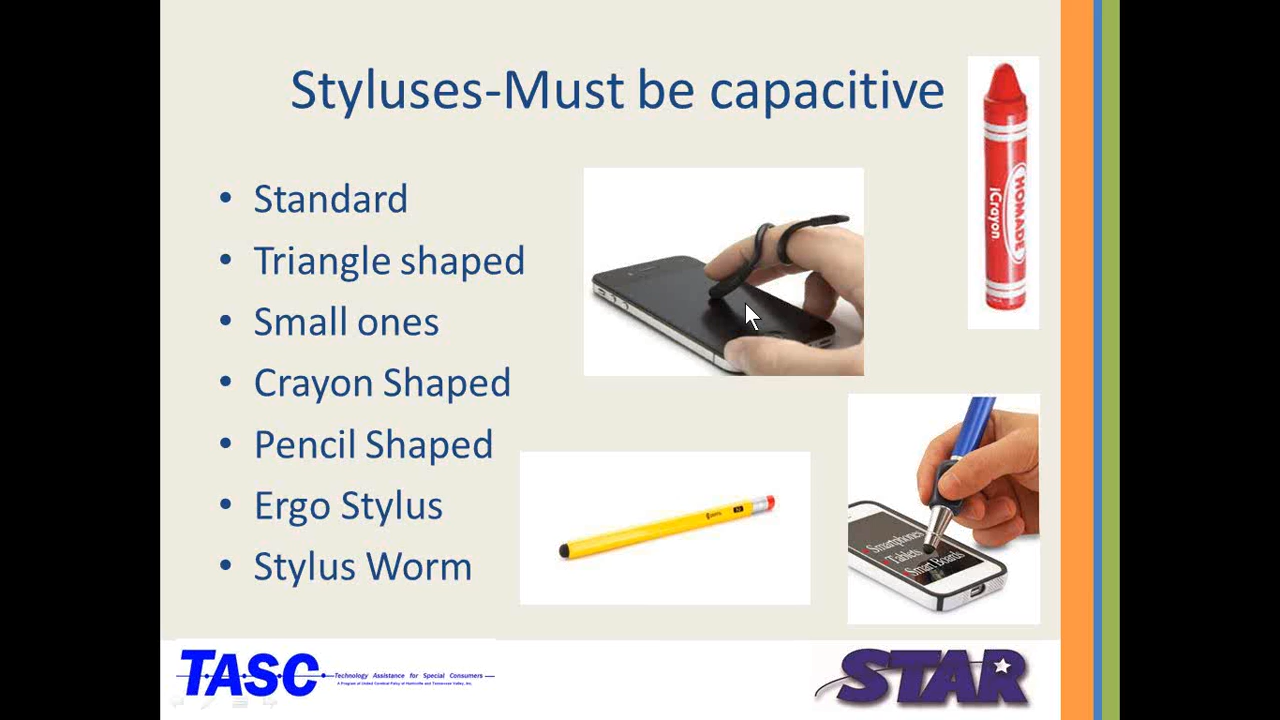 Styluses-Must be capacitive
• Standard
• Triangle shaped
• Small ones
• Crayon Shaped
• Pencil Shaped
• Ergo Stylus
• Stylus Worm
HOMADE
iCrayon
Smartphones
Tablets
Smart Boards
TASC
Technology Assistance for Special Consumers
A Program of United Cerebral Palsy of Huntsville and Tennessee Valley, Inc.
STAR